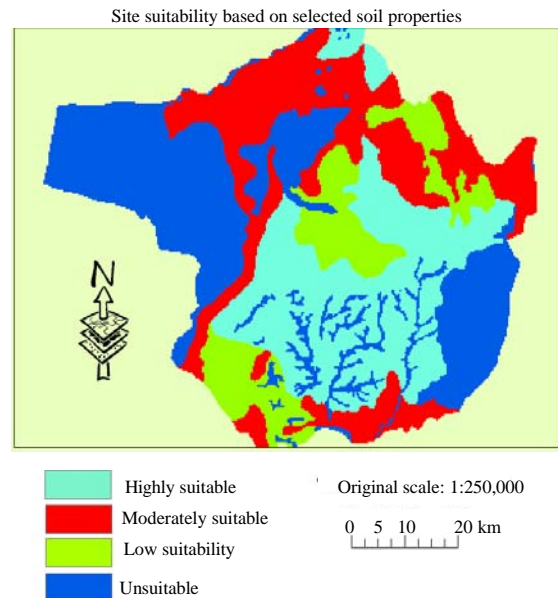 Site suitability based on selected soil properties
N
Highly suitable
Original scale: 1:250,000
Moderately suitable
0 5 10 20 km
Low suitability
Unsuitable